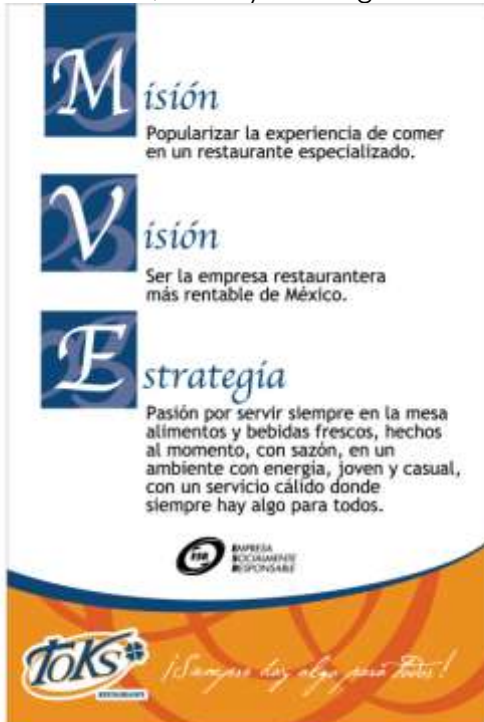 Misión
Popularizar la experiencia de comer
en un restaurante especializado.
Visión
Ser la empresa restaurantera
más rentable de México.
Estrategia
Pasión por servir siempre en la mesa
alimentos y bebidas frescos, hechos
al momento, con sazón, en un
ambiente con energía, joven y casual,
con un servicio cálido donde
siempre hay algo para todos.
ESR
EMPRESA
SOCIALMENTE
RESPONSABLE
toKs
RESTAURANTE
¡Siempre hay algo para Todos!